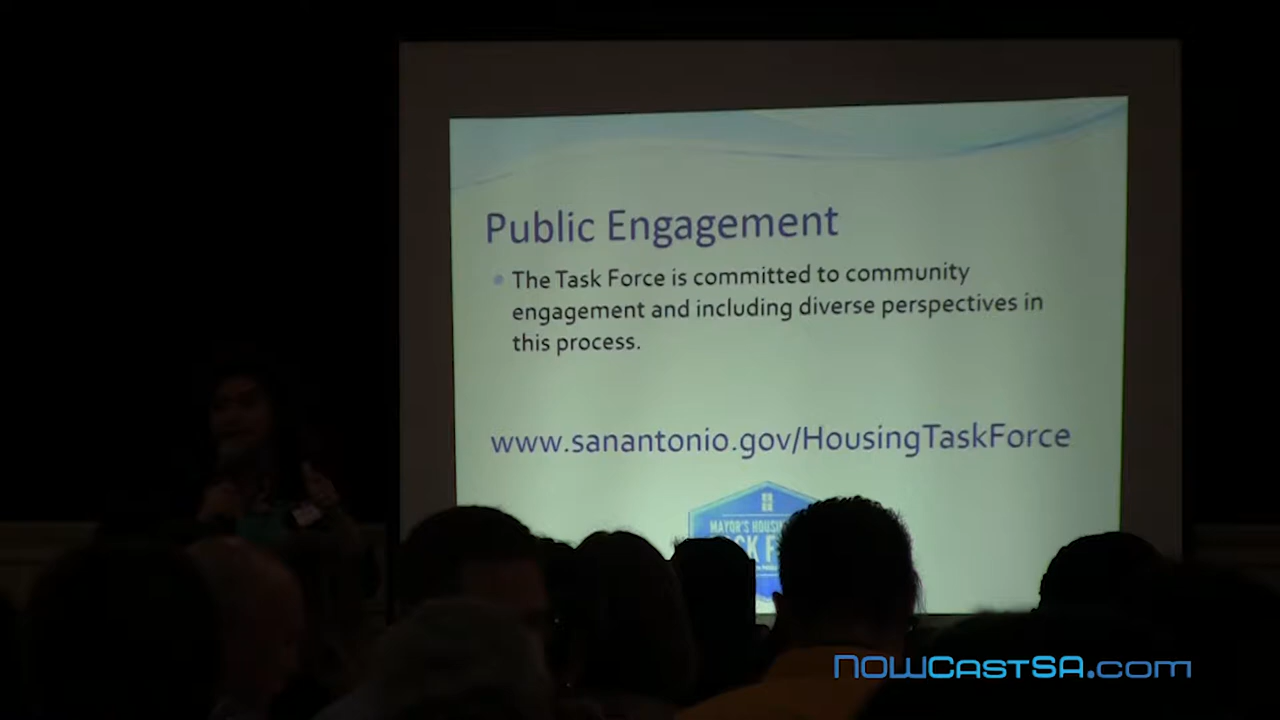 Public Engagement
The Task Force is committed to community
engagement and including diverse perspectives in
this process.
www.sanantonio.gov/HousingTaskForce
MAYOR'S
NOWCastSA.com